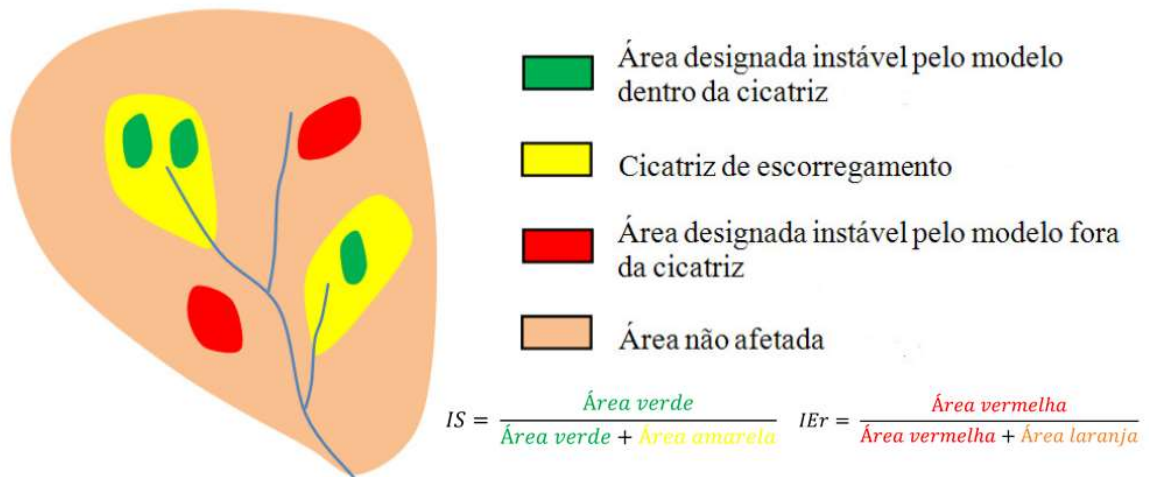 Área designada instável pelo modelo
dentro da cicatriz
Cicatriz de escorregamento
Área designada instável pelo modelo fora
da cicatriz
Área não afetada
IS = Área verde / Área verde + Área amarela
IEr = Área vermelha / Área vermelha + Área laranja